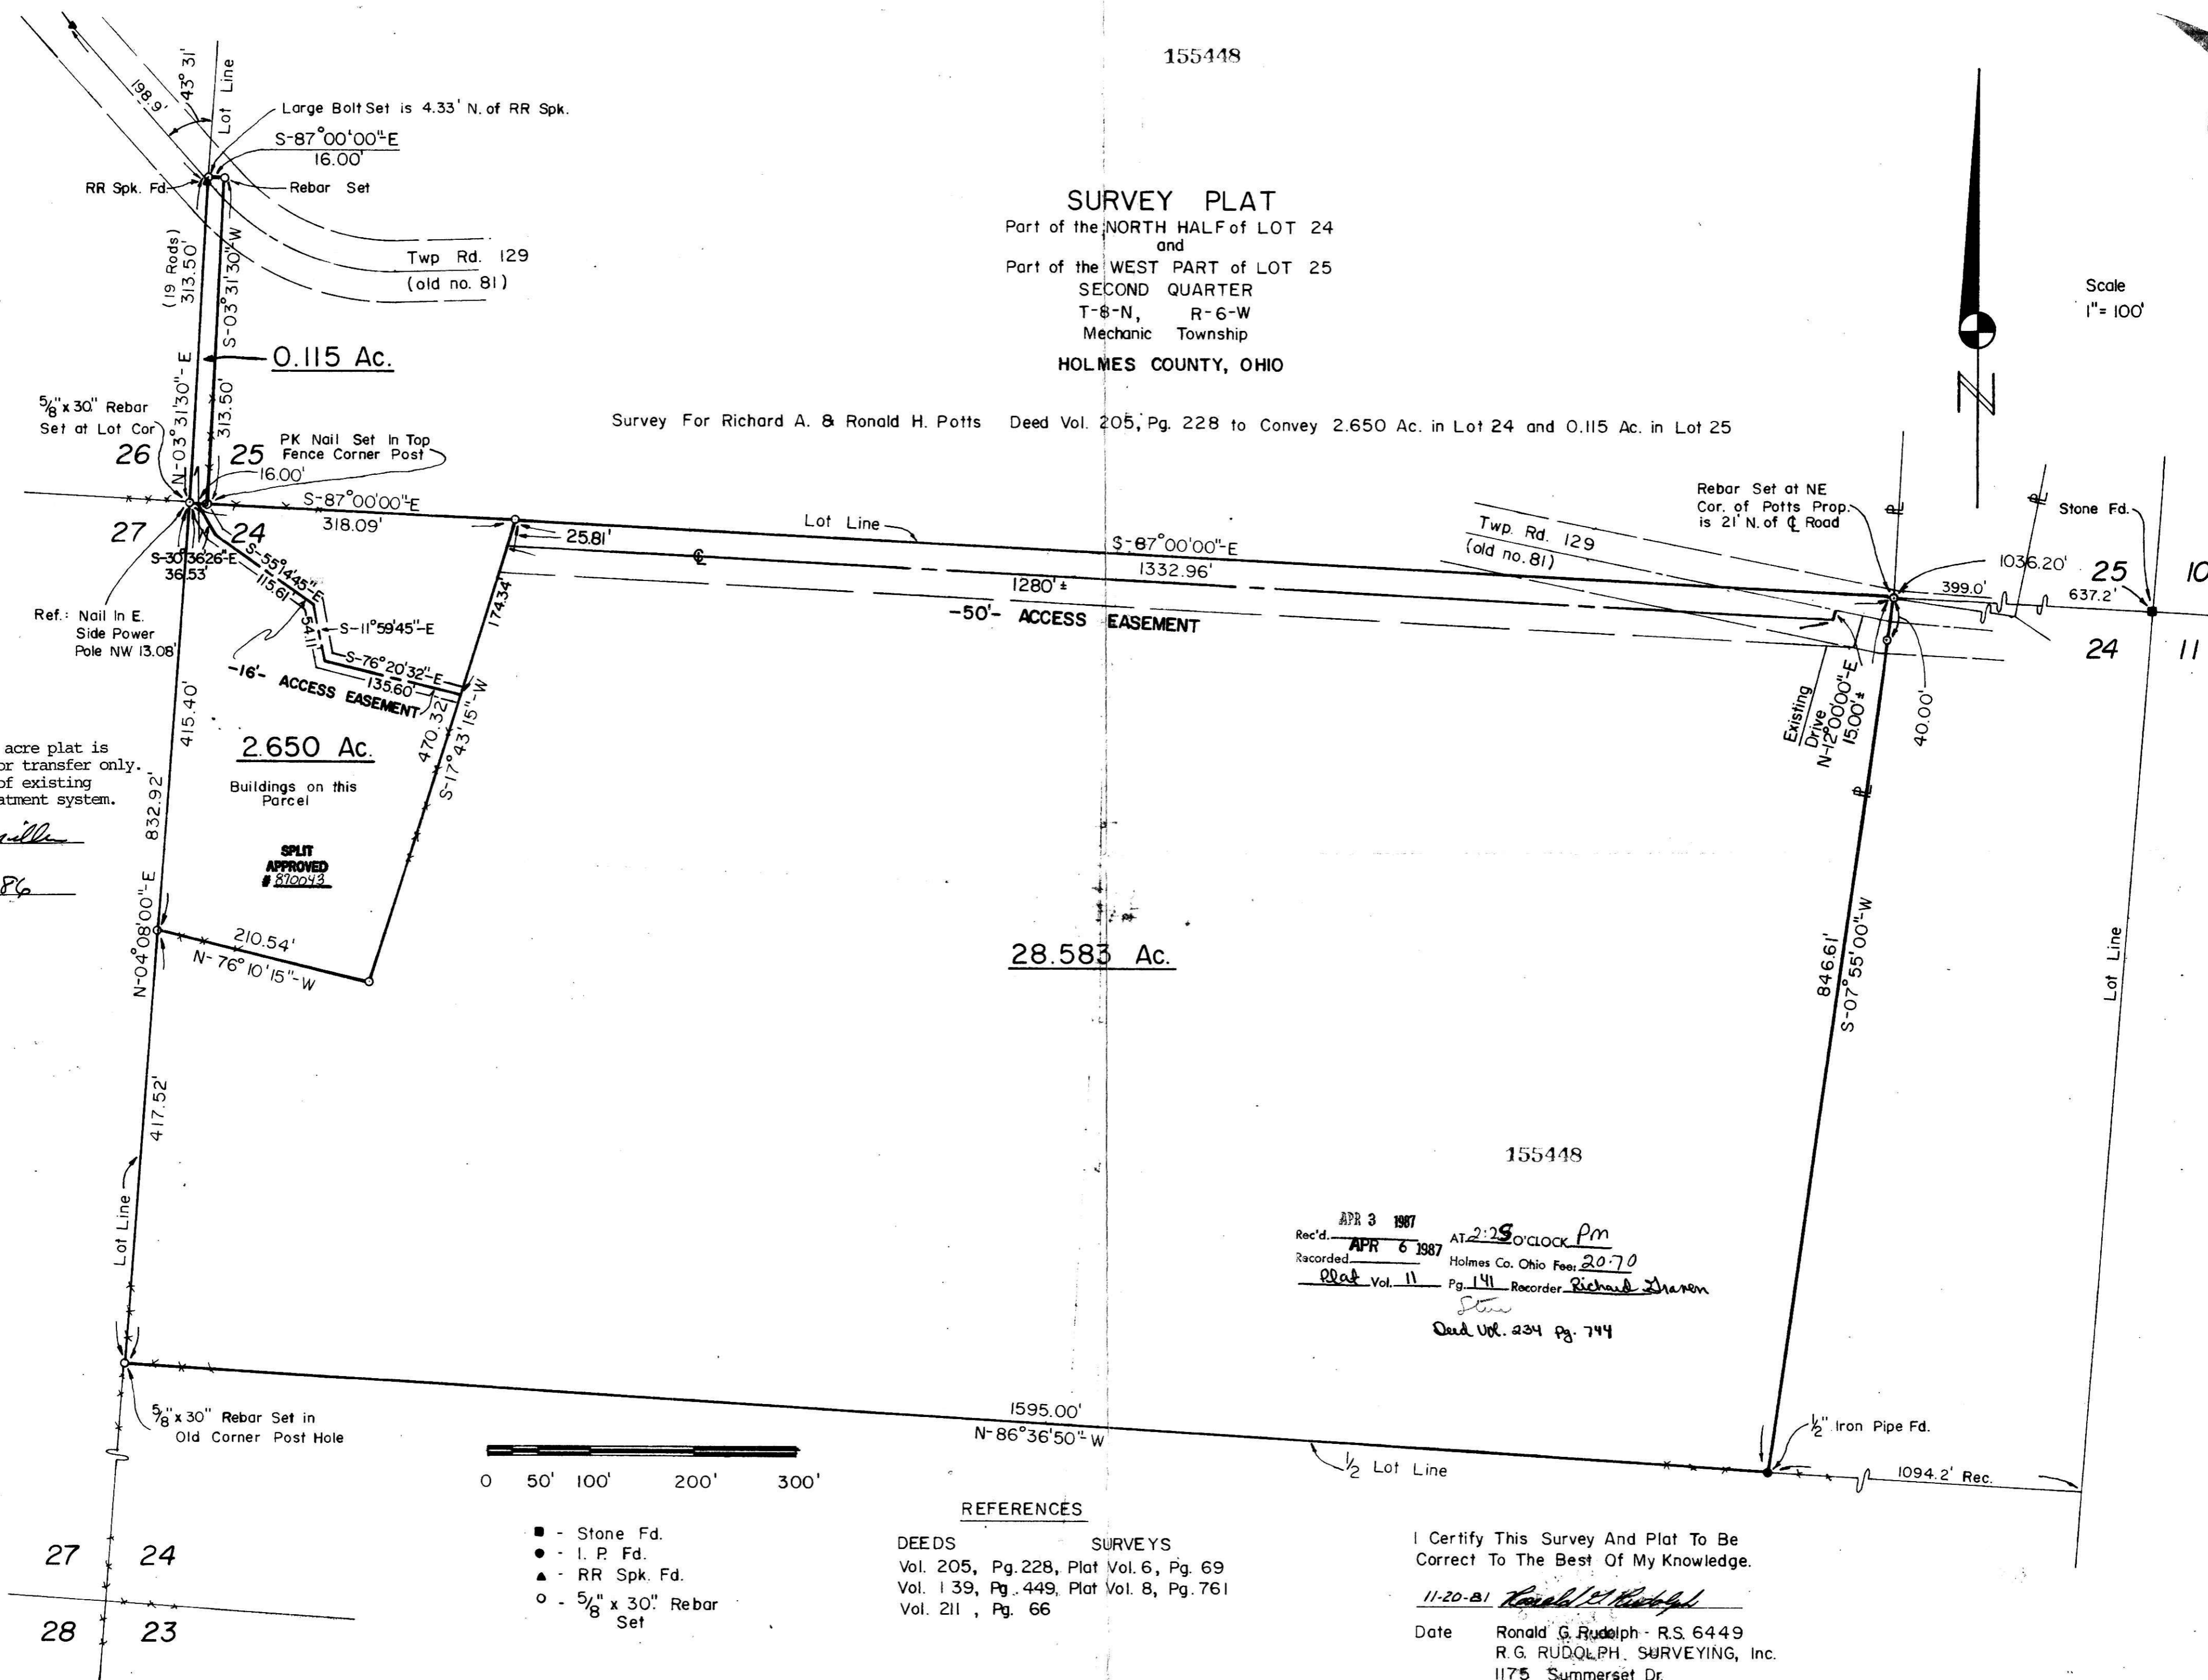 155448
198.9'
43° 31'
Lot Line
Large Bolt Set is 4.33' N. of RR Spk.
S-87°00'00"-E
16.00'
RR Spk. Fd.
Rebar Set
Twp Rd. 129
(old no. 81)
(19 Rods)
313.50'
N-03°31'30"-E
S-03°31'30"-W
313.50'
0.115 Ac.
SURVEY PLAT
Part of the NORTH HALF of LOT 24
and
Part of the WEST PART of LOT 25
SECOND QUARTER
T-8-N, R-6-W
Mechanic Township
HOLMES COUNTY, OHIO
Scale
1"= 100'
N
Survey For Richard A. & Ronald H. Potts Deed Vol. 205, Pg. 228 to Convey 2.650 Ac. in Lot 24 and 0.115 Ac. in Lot 25
5/8" x 30" Rebar
Set at Lot Cor
26
25
PK Nail Set In Top
Fence Corner Post
16.00'
27
24
S-87°00'00"-E
318.09'
25.81'
Lot Line
S-87°00'00"-E
1332.96'
1280' ±
-50'- ACCESS EASEMENT
Twp. Rd. 129
(old no. 81)
Rebar Set at NE
Cor. of Potts Prop.
is 21' N. of ℄ Road
Stone Fd.
1036.20'
399.0'
637.2'
25
10
24
11
S-30°36'26"-E
36.53'
S-55°14'45"-E
115.61'
54.11'
S-11°59'45"-E
S-76°20'32"-E
135.60'
-16'- ACCESS EASEMENT
174.34'
470.32'
S-17°43'15"-W
Ref.: Nail In E.
Side Power
Pole NW 13.08'
415.40'
832.92'
N-04°08'00"-E
417.52'
Lot Line
acre plat is
or transfer only.
of existing
atment system.
86
2.650 Ac.
Buildings on this
Parcel
SPLIT
APPROVED
# 870043
210.54'
N-76°10'15"-W
28.583 Ac.
Existing
Drive
N-12°00'00"-E
15.00'±
40.00'
846.61'
S-07°55'00"-W
Lot Line
155448
Rec'd. APR 3 1987 AT 2:25 O'CLOCK PM
Recorded APR 6 1987 Holmes Co. Ohio Fee: 20.70
Plat Vol. 11 Pg. 141 Recorder Richard Graven
Deed Vol. 234 Pg. 744
5/8" x 30" Rebar Set in
Old Corner Post Hole
1595.00'
N-86°36'50"-W
1/2 Lot Line
1/2" Iron Pipe Fd.
1094.2' Rec.
0 50' 100' 200' 300'
■ - Stone Fd.
● - I. P. Fd.
▲ - RR Spk. Fd.
○ - 5/8" x 30" Rebar
Set
27
24
28
23
REFERENCES
DEEDS SURVEYS
Vol. 205, Pg. 228, Plat Vol. 6, Pg. 69
Vol. 139, Pg. 449, Plat Vol. 8, Pg. 761
Vol. 211 , Pg. 66
I Certify This Survey And Plat To Be
Correct To The Best Of My Knowledge.
11-20-81 Ronald G. Rudolph
Date Ronald G. Rudolph - R.S. 6449
R. G. RUDOLPH SURVEYING, Inc.
1175 Summerset Dr.